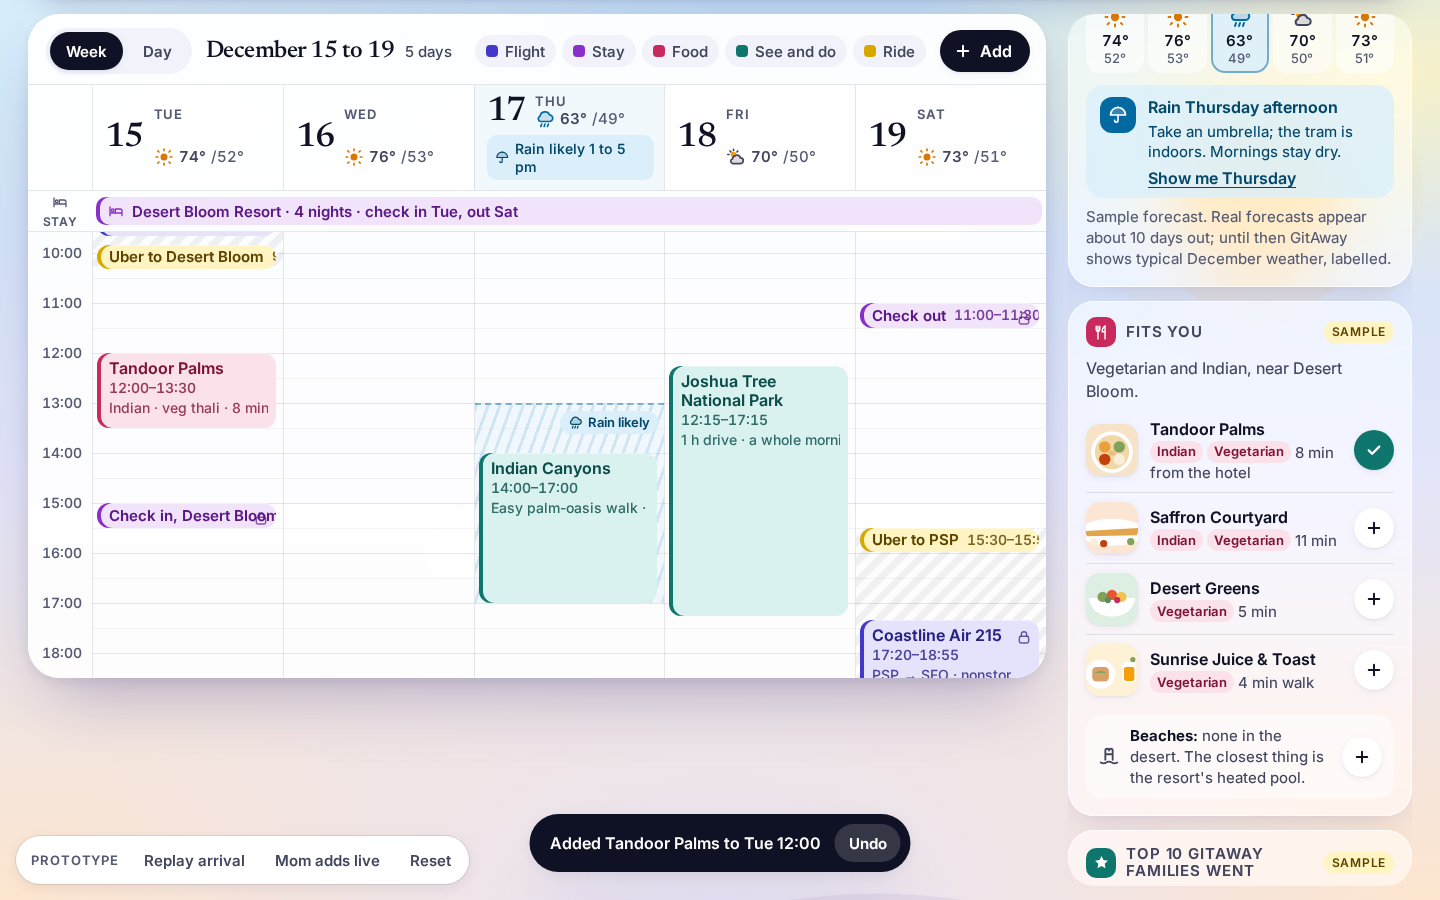 Week
Day
December 15 to 19 5 days
Flight
Stay
Food
See and do
Ride
+ Add
15 TUE
74° /52°
16 WED
76° /53°
17 THU
63° /49°
Rain likely 1 to 5
pm
18 FRI
70° /50°
19 SAT
73° /51°
STAY
Desert Bloom Resort · 4 nights · check in Tue, out Sat
10:00
11:00
12:00
13:00
14:00
15:00
16:00
17:00
18:00
Uber to Desert Bloom
Tandoor Palms
12:00–13:30
Indian · veg thali · 8 min
Check in, Desert Bloom
Rain likely
Indian Canyons
14:00–17:00
Easy palm-oasis walk ·
Joshua Tree
National Park
12:15–17:15
1 h drive · a whole morni
Check out 11:00–11:30
Uber to PSP 15:30–15:
Coastline Air 215
17:20–18:55
PSP → SFO · nonstop
74°
52°
76°
53°
63°
49°
70°
50°
73°
51°
Rain Thursday afternoon
Take an umbrella; the tram is
indoors. Mornings stay dry.
Show me Thursday
Sample forecast. Real forecasts appear
about 10 days out; until then GitAway
shows typical December weather, labelled.
FITS YOU
SAMPLE
Vegetarian and Indian, near Desert
Bloom.
Tandoor Palms
Indian Vegetarian 8 min
from the hotel
Saffron Courtyard
Indian Vegetarian 11 min
Desert Greens
Vegetarian 5 min
Sunrise Juice & Toast
Vegetarian 4 min walk
Beaches: none in the
desert. The closest thing is
the resort's heated pool.
TOP 10 GITAWAY
FAMILIES WENT
SAMPLE
PROTOTYPE
Replay arrival
Mom adds live
Reset
Added Tandoor Palms to Tue 12:00
Undo